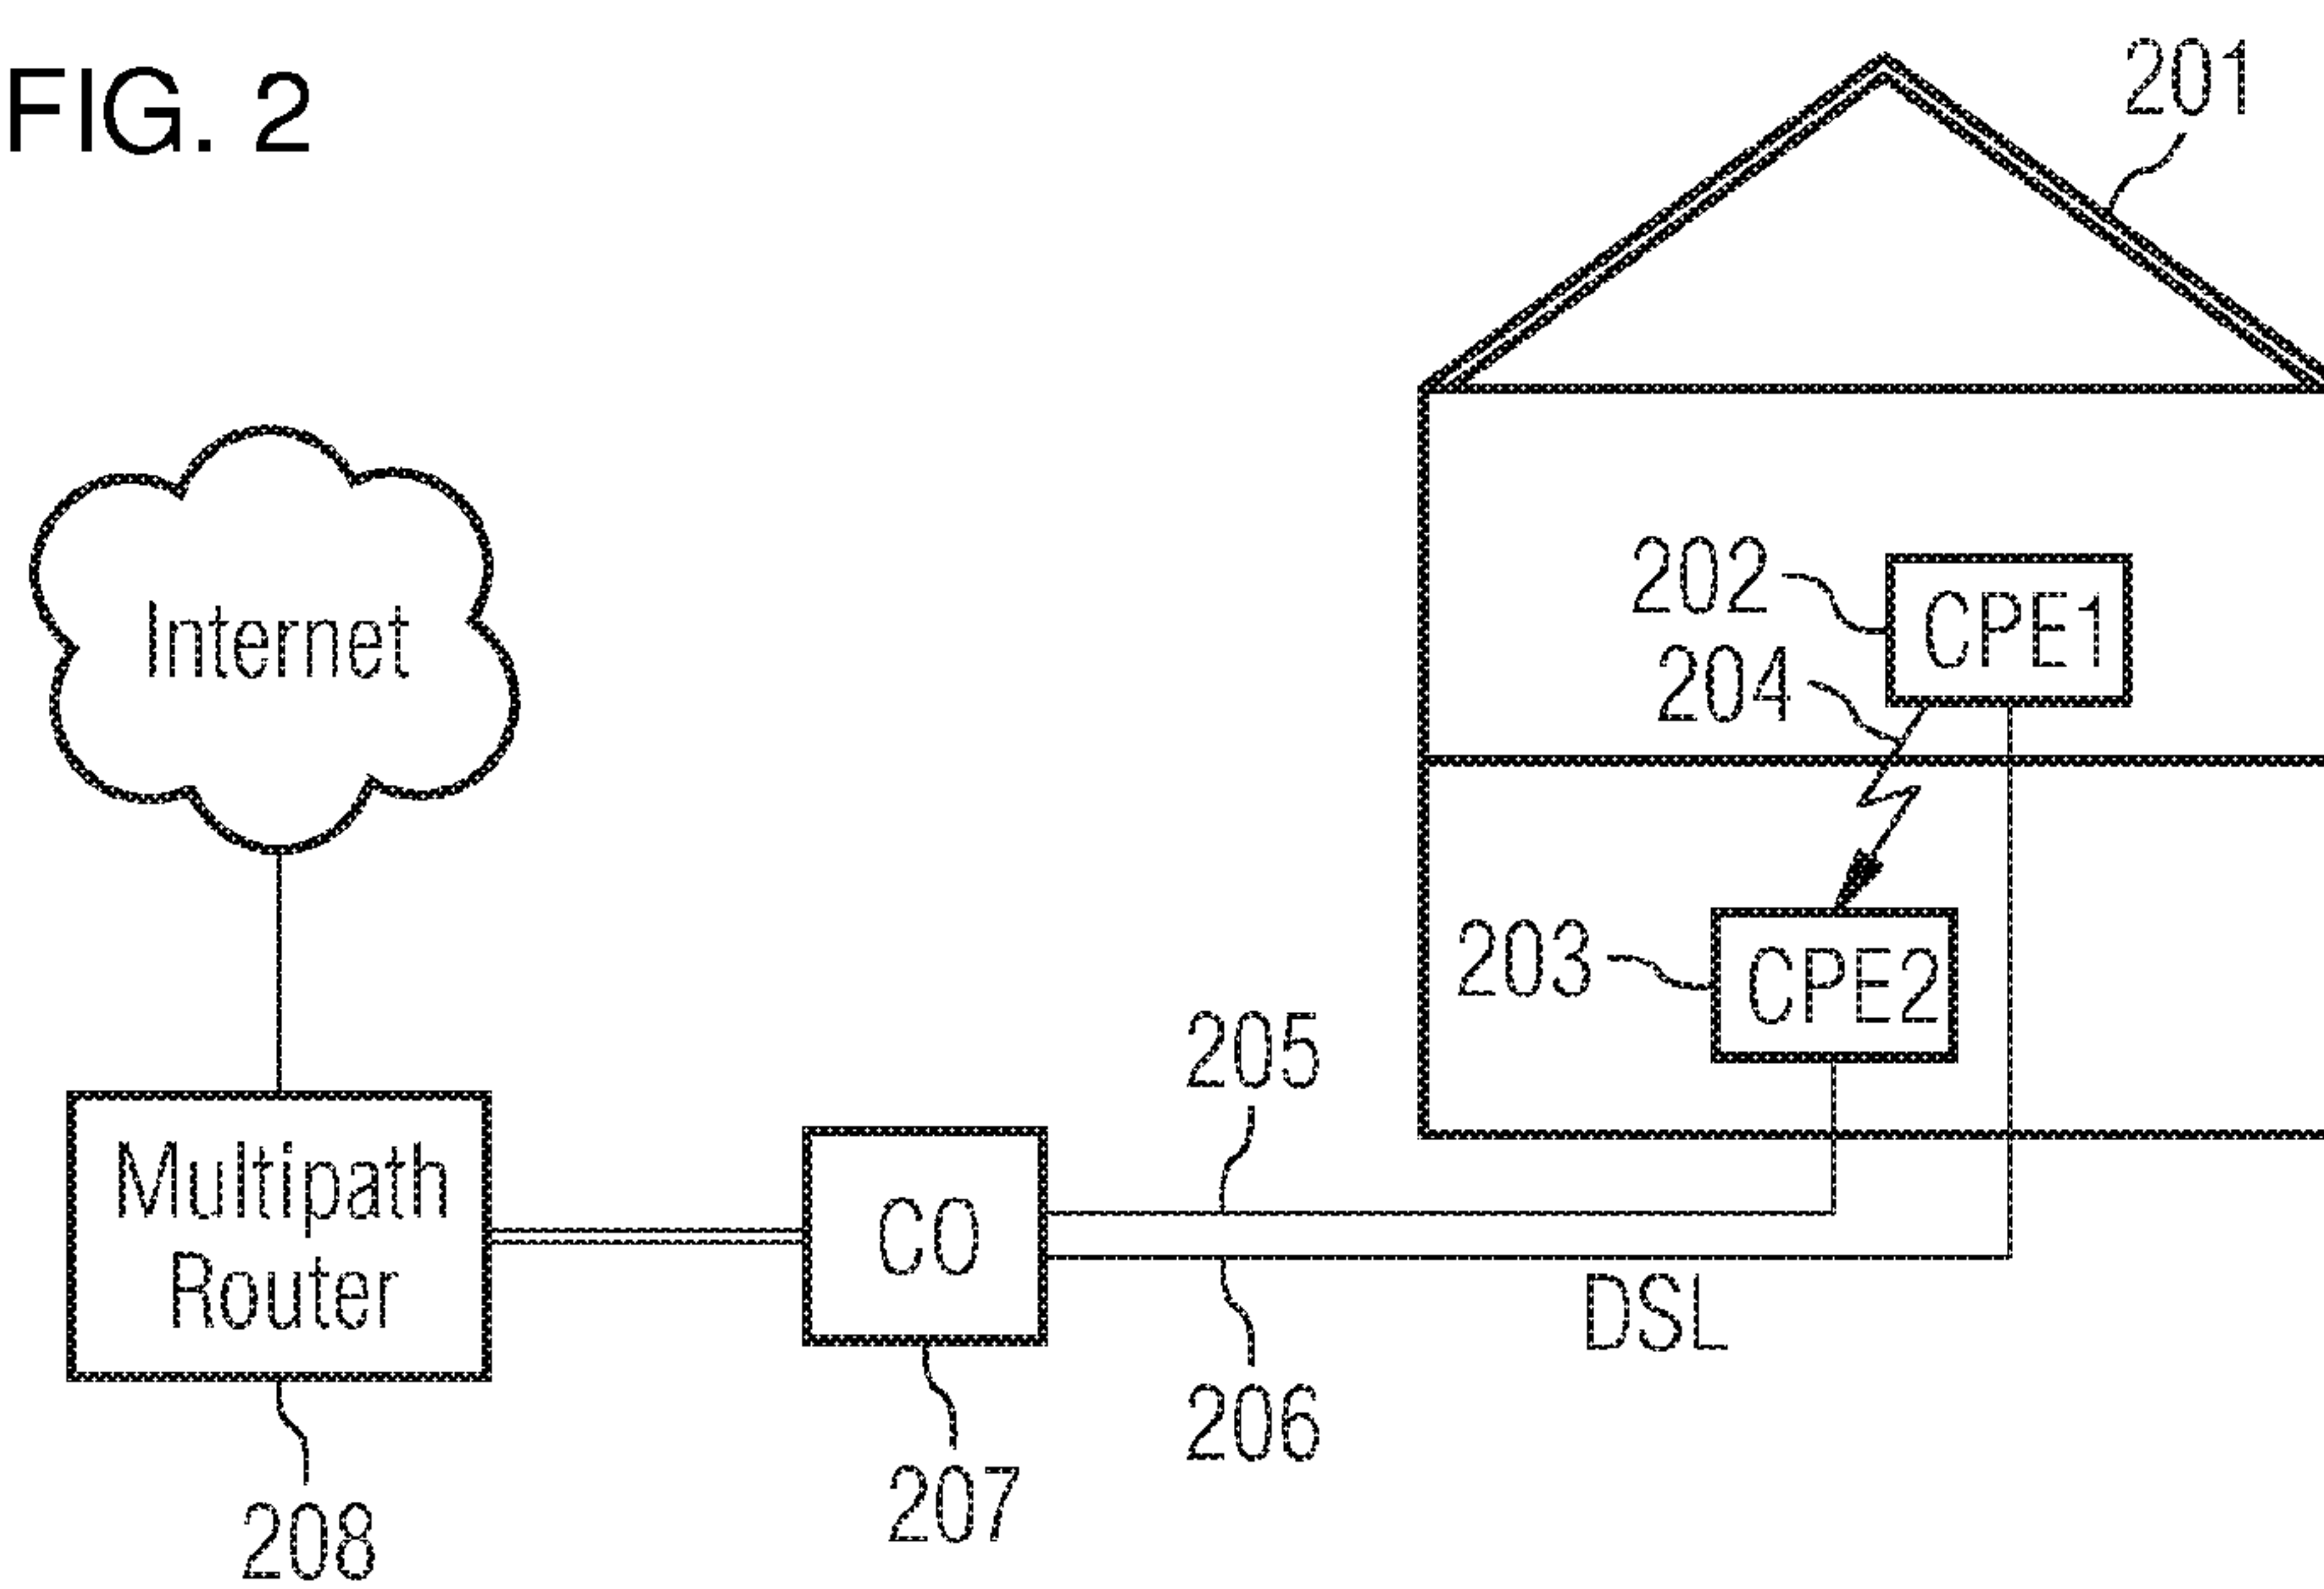 FIG. 2
201
Internet
202
CPE1
204
203
CPE2
205
Multipath
Router
CO
DSL
206
207
208